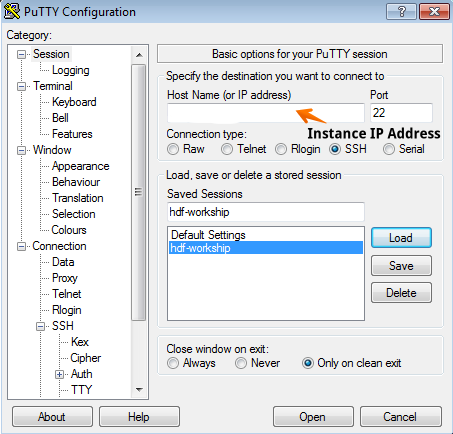 PuTTY Configuration
Category:
Session
Logging
Terminal
Keyboard
Bell
Features
Window
Appearance
Behaviour
Translation
Selection
Colours
Connection
Data
Proxy
Telnet
Rlogin
SSH
Kex
Cipher
Auth
TTY
Basic options for your PuTTY session
Specify the destination you want to connect to
Host Name (or IP address) Port
22
Instance IP Address
Connection type:
Raw Telnet Rlogin SSH Serial
Load, save or delete a stored session
Saved Sessions
hdf-workship
Default Settings
hdf-workship
Load
Save
Delete
Close window on exit:
Always Never Only on clean exit
About Help Open Cancel